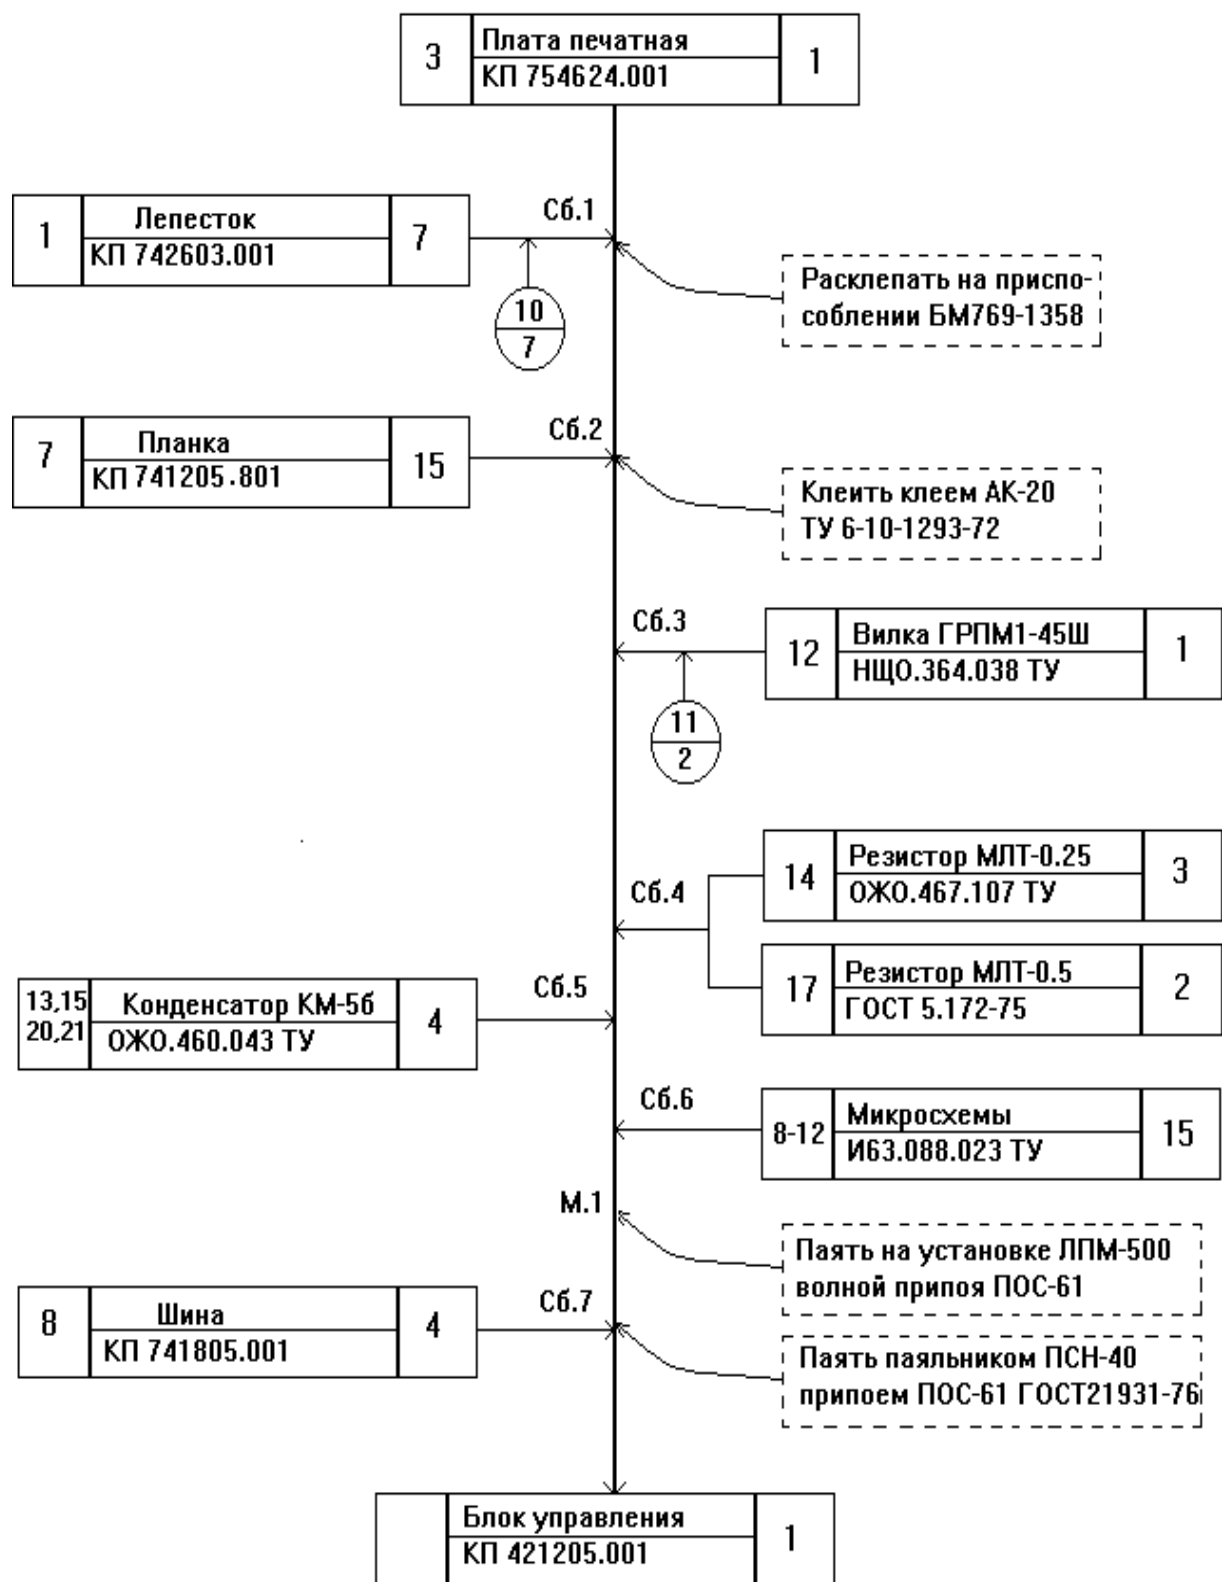 3
Плата печатная
КП 754624.001
1
Сб.1
1
Лепесток
КП 742603.001
7
10
7
Расклепать на приспо-
соблении БМ769-1358
Сб.2
7
Планка
КП 741205.801
15
Клеить клеем АК-20
ТУ 6-10-1293-72
Сб.3
12
Вилка ГРПМ1-45Ш
НЩО.364.038 ТУ
1
11
2
Сб.4
14
Резистор МЛТ-0.25
ОЖО.467.107 ТУ
3
17
Резистор МЛТ-0.5
ГОСТ 5.172-75
2
Сб.5
13,15
20,21
Конденсатор КМ-5б
ОЖО.460.043 ТУ
4
Сб.6
8-12
Микросхемы
И63.088.023 ТУ
15
М.1
Паять на установке ЛПМ-500
волной припоя ПОС-61
Сб.7
8
Шина
КП 741805.001
4
Паять паяльником ПСН-40
припоем ПОС-61 ГОСТ21931-76
Блок управления
КП 421205.001
1